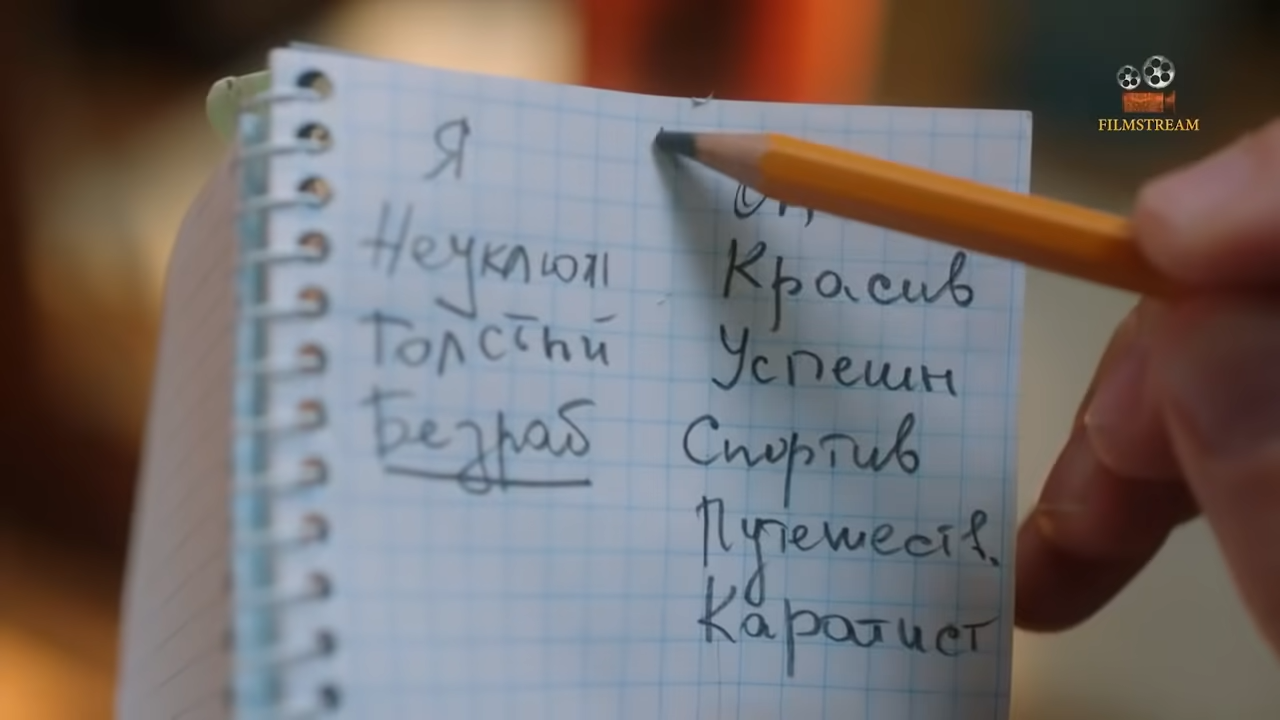 FILMSTREAM
Я
Неуклюж
Толстый
Безраб
Красив
Успешн
Спортив
Путешеств.
Каратист